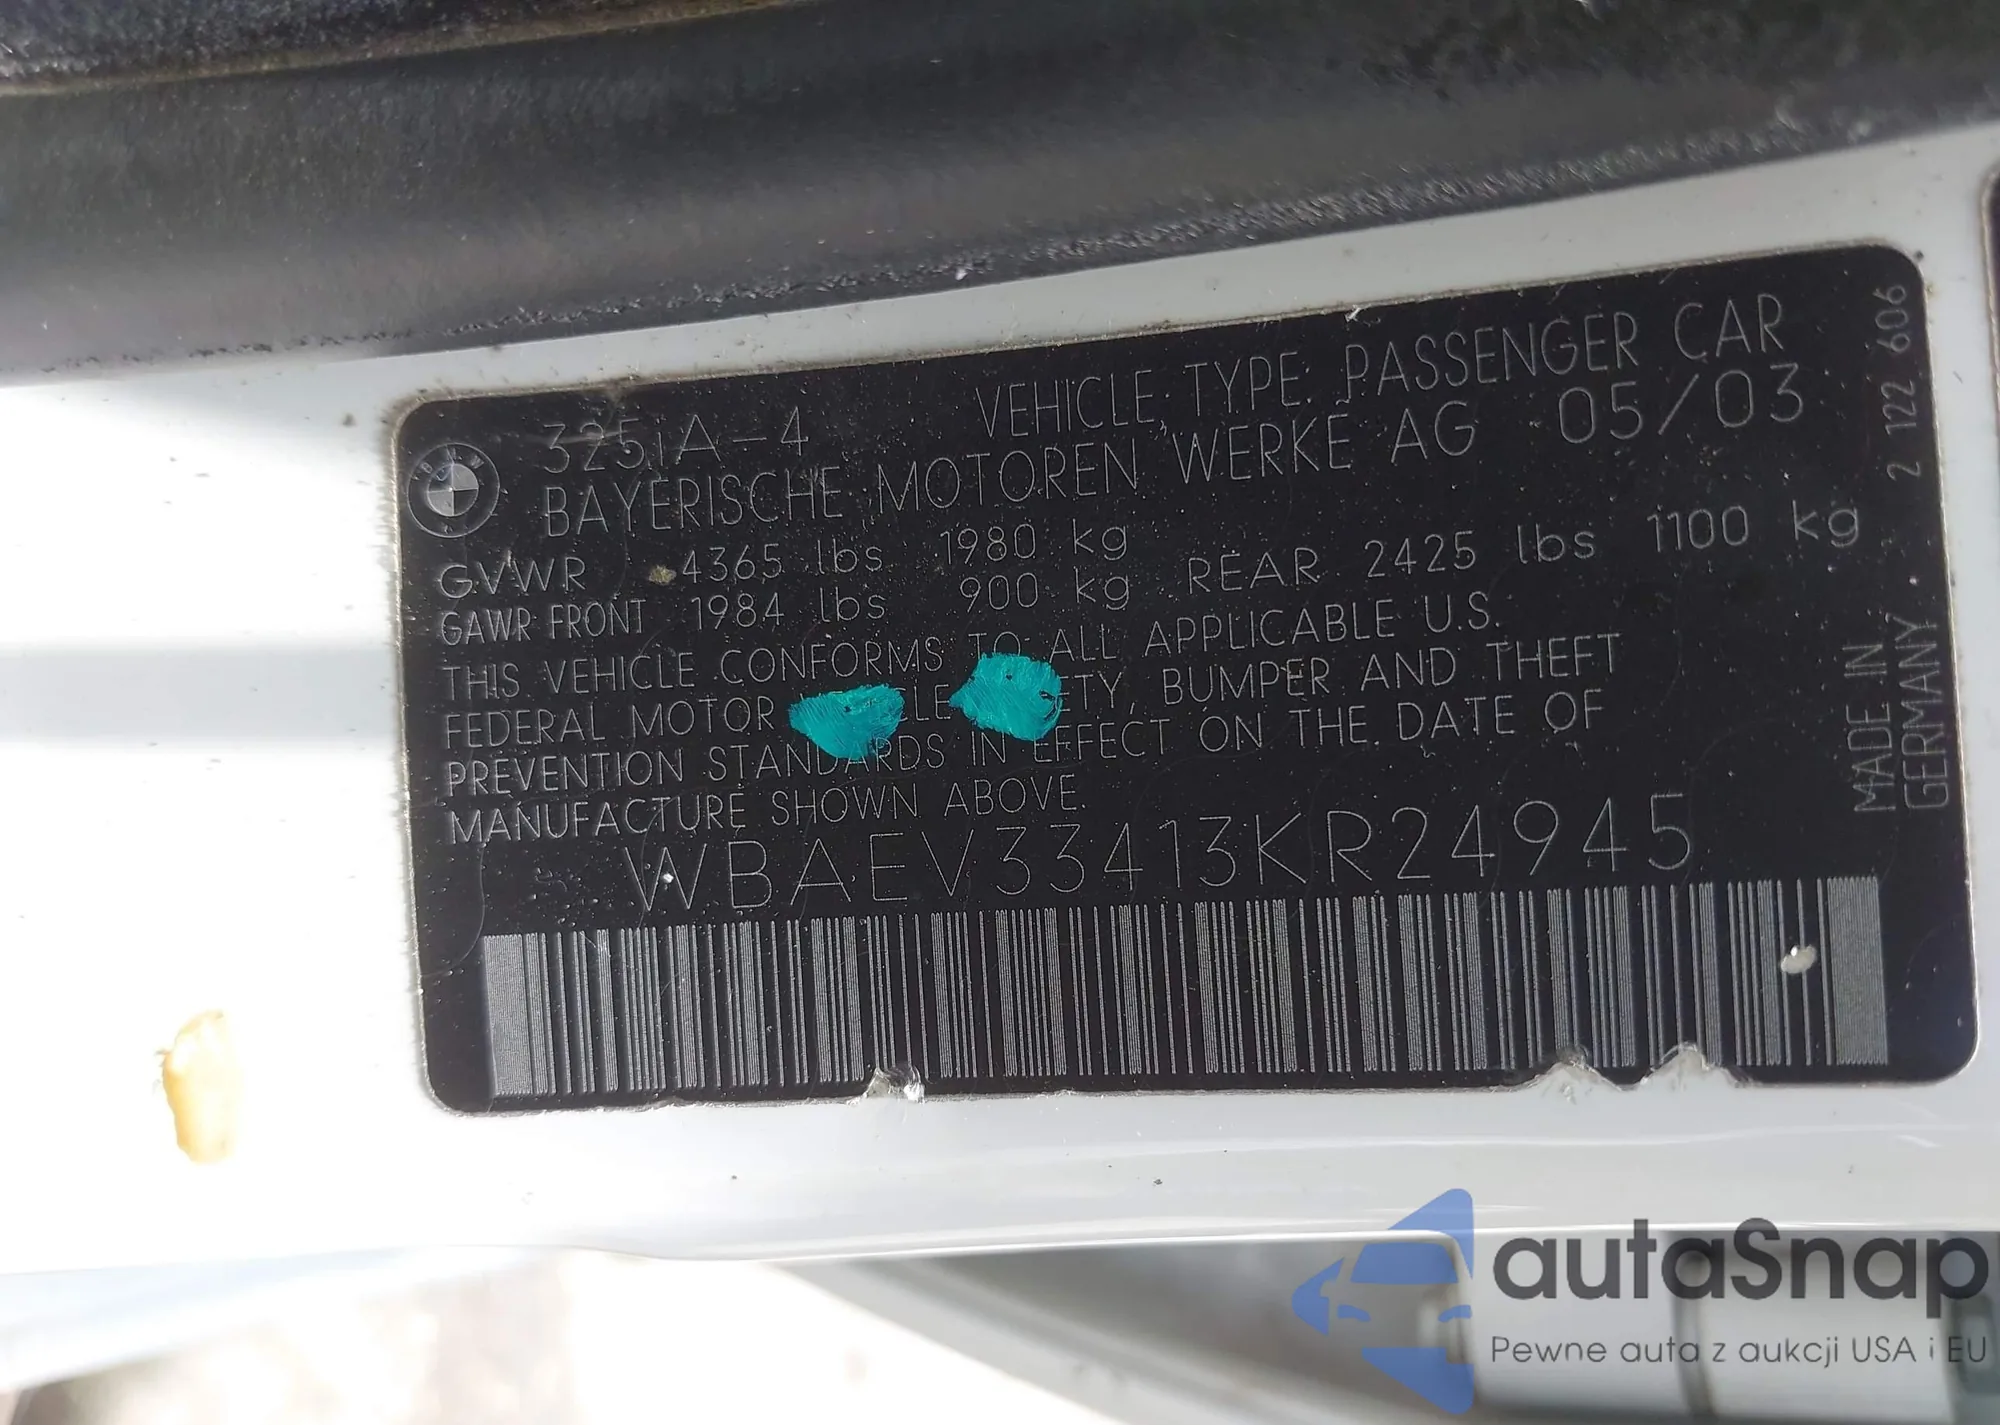 325iA-4 VEHICLE TYPE: PASSENGER CAR
BAYERISCHE MOTOREN WERKE AG 05/03
GVWR 4365 lbs 1980 kg
GAWR FRONT 1984 lbs 900 kg REAR 2425 lbs 1100 kg
THIS VEHICLE CONFORMS TO ALL APPLICABLE U.S.
FEDERAL MOTOR BUMPER AND THEFT
PREVENTION STANDARDS IN EFFECT ON THE DATE OF
MANUFACTURE SHOWN ABOVE.
WBAEV33413KR24945
2 122 606
MADE IN
GERMANY
BMW
autaSnap
Pewne auta z aukcji USA i EU